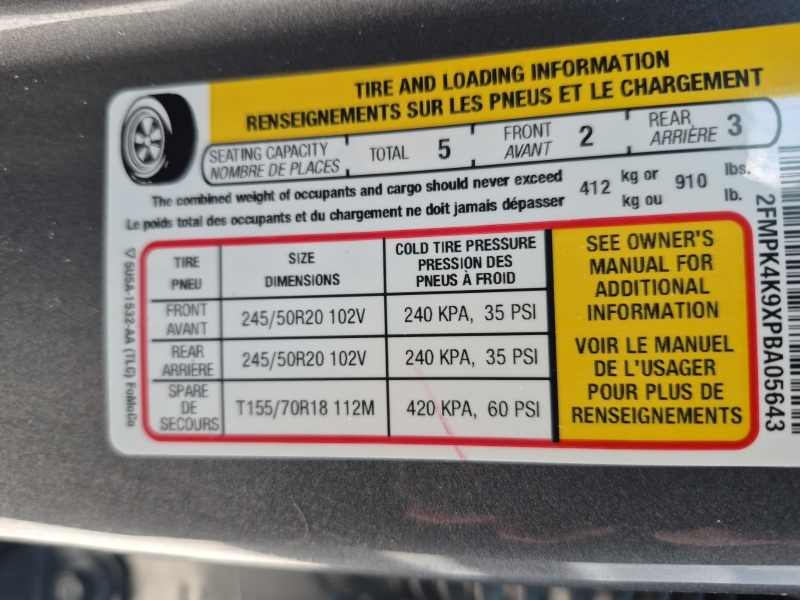 TIRE AND LOADING INFORMATION
RENSEIGNEMENTS SUR LES PNEUS ET LE CHARGEMENT
SEATING CAPACITY
NOMBRE DE PLACES
TOTAL 5
FRONT
AVANT
2
REAR
ARRIÈRE
3
The combined weight of occupants and cargo should never exceed
Le poids total des occupants et du chargement ne doit jamais dépasser
412
kg or
kg ou
910
lbs.
lb.
TIRE
PNEU
SIZE
DIMENSIONS
COLD TIRE PRESSURE
PRESSION DES
PNEUS À FROID
FRONT
AVANT
245/50R20 102V
240 KPA, 35 PSI
REAR
ARRIÈRE
245/50R20 102V
240 KPA, 35 PSI
SPARE
DE
SECOURS
T155/70R18 112M
420 KPA, 60 PSI
SEE OWNER'S
MANUAL FOR
ADDITIONAL
INFORMATION
VOIR LE MANUEL
DE L'USAGER
POUR PLUS DE
RENSEIGNEMENTS
5U5A-1532-AA (TLC) FoMoCo
2FMPK4K9XPBA05643